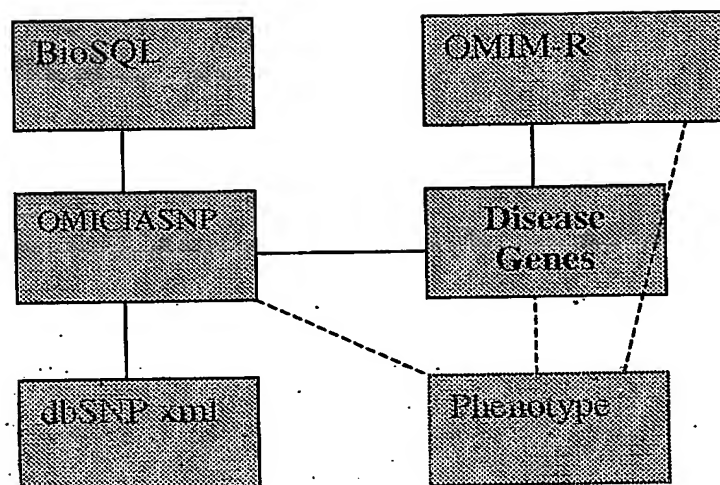 BioSQL
OMIM-R
OMICIASNP
Disease
Genes
dbSNP xml
Phenotype